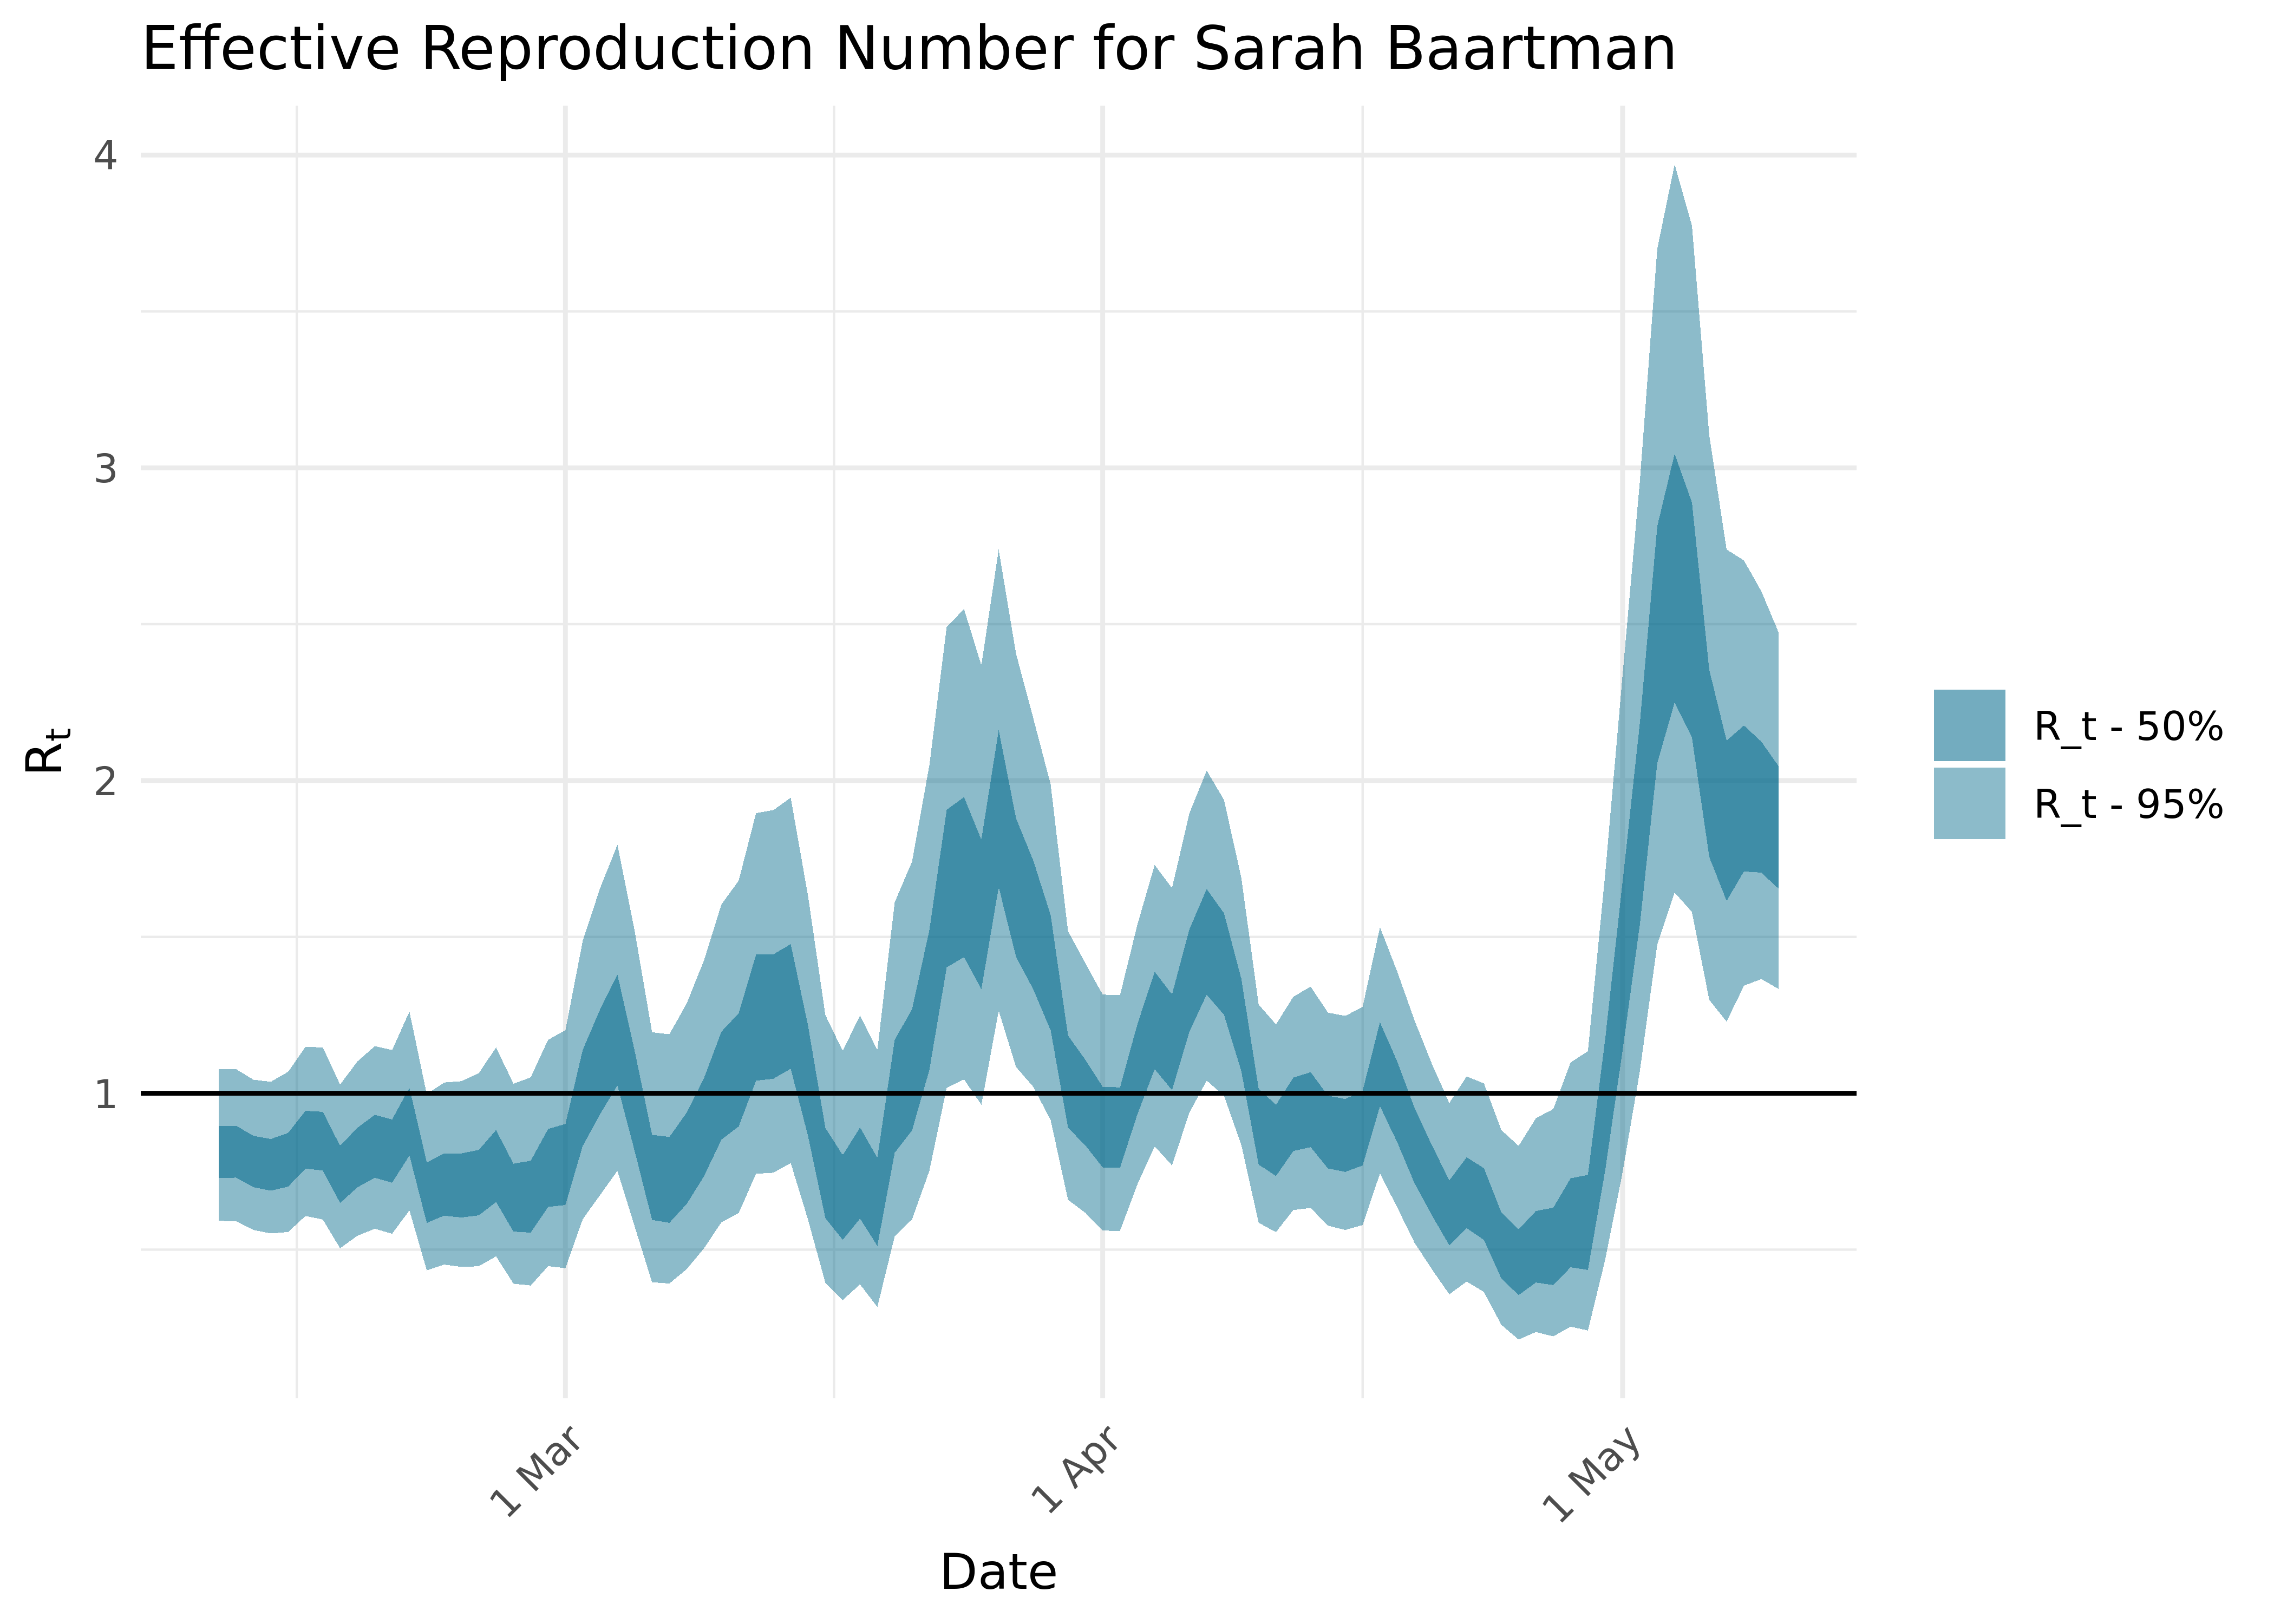 Effective Reproduction Number for Sarah Baartman
4
3
2
1
Rt
1 Mar
1 Apr
1 May
Date
R_t - 50%
R_t - 95%